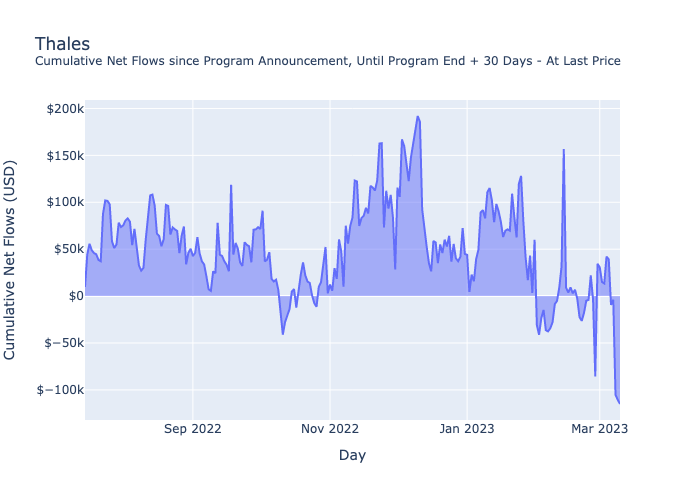 Thales
Cumulative Net Flows since Program Announcement, Until Program End + 30 Days - At Last Price
Cumulative Net Flows (USD)
$200k
$150k
$100k
$50k
$0
$−50k
$−100k
Sep 2022
Nov 2022
Jan 2023
Mar 2023
Day